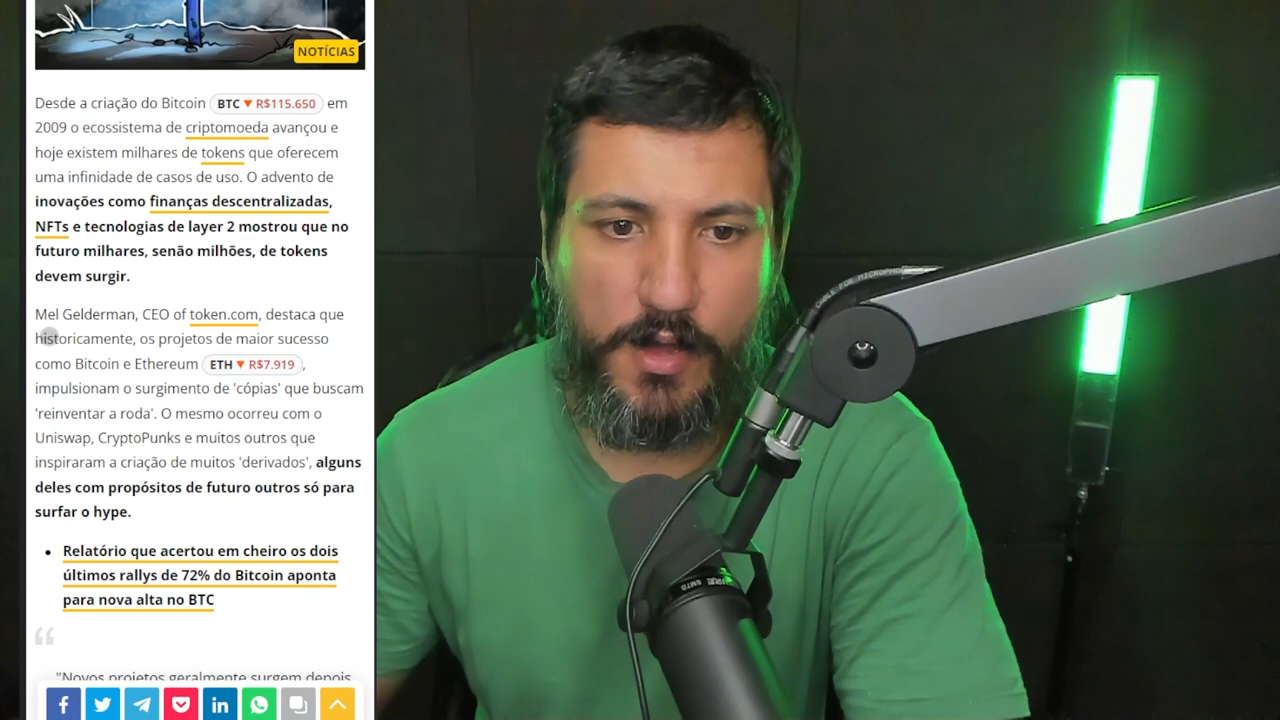 NOTÍCIAS
Desde a criação do Bitcoin BTC ▼ R$115.650 em
2009 o ecossistema de criptomoeda avançou e
hoje existem milhares de tokens que oferecem
uma infinidade de casos de uso. O advento de
inovações como finanças descentralizadas,
NFTs e tecnologias de layer 2 mostrou que no
futuro milhares, senão milhões, de tokens
devem surgir.
Mel Gelderman, CEO of token.com, destaca que
historicamente, os projetos de maior sucesso
como Bitcoin e Ethereum ETH ▼ R$7.919,
impulsionam o surgimento de 'cópias' que buscam
'reinventar a roda'. O mesmo ocorreu com o
Uniswap, CryptoPunks e muitos outros que
inspiraram a criação de muitos 'derivados', alguns
deles com propósitos de futuro outros só para
surfar o hype.
• Relatório que acertou em cheiro os dois
últimos rallys de 72% do Bitcoin aponta
para nova alta no BTC
"Novos projetos geralmente surgem depois